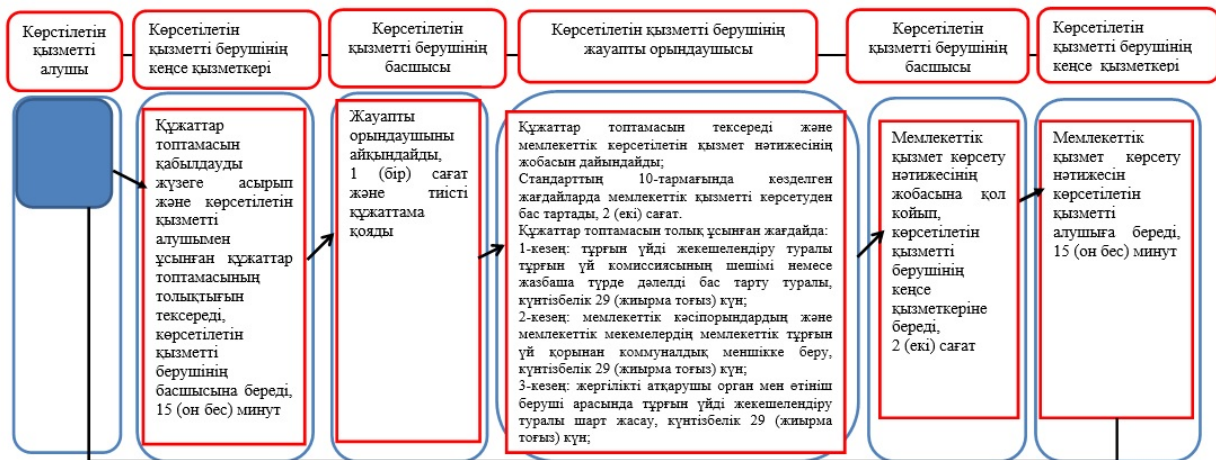 Көрстілетін
қызметті
алушы
Көрсетілетін
қызметті берушінің
кеңсе қызметкері
Көрсетілетін
қызметті берушінің
басшысы
Көрсетілетін қызметті берушінің
жауапты орындаушысы
Көрсетілетін
қызметті берушінің
басшысы
Көрсетілетін
қызметті берушінің
кеңсе қызметкері
Құжаттар
топтамасын
қабылдауды
жүзеге асырып
және көрсетілетін
қызметті
алушымен
ұсынған құжаттар
топтамасының
толықтығын
тексереді,
көрсетілетін
қызметті
берушінің
басшысына береді,
15 (он бес) минут
Жауапты
орындаушыны
айқындайды,
1 (бір) сағат
және тиісті
құжаттама
қояды
Құжаттар топтамасын тексереді және
мемлекеттік көрсетілетін қызмет нәтижесінің
жобасын дайындайды;
Стандарттың 10-тармағында көзделген
жағдайларда мемлекеттік қызметті көрсетуден
бас тартады, 2 (екі) сағат.
Құжаттар топтамасын толық ұсынған жағдайда:
1-кезең: тұрғын үйді жекешелендіру туралы
тұрғын үй комиссиясының шешімі немесе
жазбаша түрде дәлелді бас тарту туралы,
күнтізбелік 29 (жиырма тоғыз) күн;
2-кезең: мемлекеттік кәсіпорындардың және
мемлекеттік мекемелердің мемлекеттік тұрғын
үй қорынан коммуналдық меншікке беру,
күнтізбелік 29 (жиырма тоғыз) күн;
3-кезең: жергілікті атқарушы орган мен өтініш
беруші арасында тұрғын үйді жекешелендіру
туралы шарт жасау, күнтізбелік 29 (жиырма
тоғыз) күн;
Мемлекеттік
қызмет көрсету
нәтижесінің
жобасына қол
койып,
көрсетілетін
қызметті
берушінің
кеңсе
қызметкеріне
береді,
2 (екі) сағат
Мемлекеттік
қызмет көрсету
нәтижесін
көрсетілетін
қызметті
алушыға береді,
15 (он бес) минут